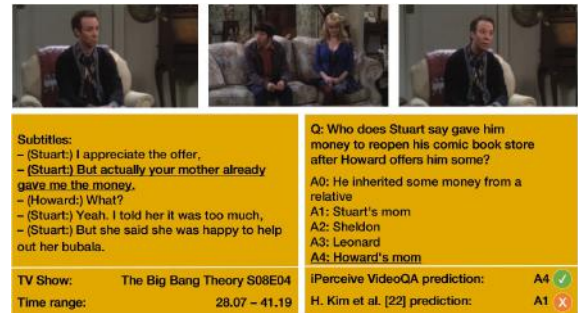 Subtitles:
– (Stuart:) I appreciate the offer,
– (Stuart:) But actually your mother already
gave me the money,
– (Howard:) What?
– (Stuart:) Yeah. I told her it was too much,
– (Stuart:) But she said she was happy to help
out her bubala.
TV Show: The Big Bang Theory S08E04
Time range: 28.07 – 41.19
Q: Who does Stuart say gave him
money to reopen his comic book store
after Howard offers him some?
A0: He inherited some money from a
relative
A1: Stuart's mom
A2: Sheldon
A3: Leonard
A4: Howard's mom
iPerceive VideoQA prediction: A4
H. Kim et al. [22] prediction: A1